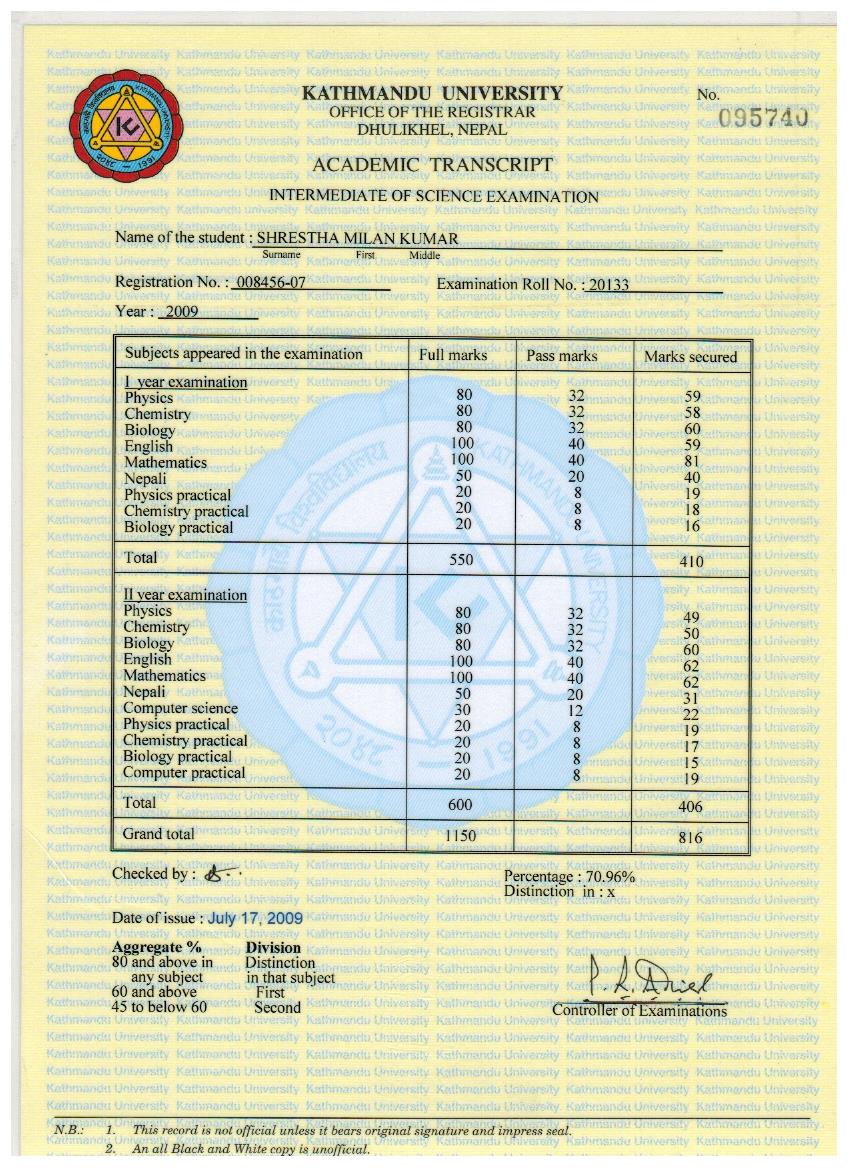 KATHMANDU UNIVERSITY
OFFICE OF THE REGISTRAR
DHULIKHEL, NEPAL
No.
095740
ACADEMIC TRANSCRIPT
INTERMEDIATE OF SCIENCE EXAMINATION
Name of the student : SHRESTHA MILAN KUMAR
Surname First Middle
Registration No. : 008456-07 Examination Roll No. : 20133
Year : 2009
Subjects appeared in the examination Full marks Pass marks Marks secured
I year examination
Physics 80 32 59
Chemistry 80 32 58
Biology 80 32 60
English 100 40 59
Mathematics 100 40 81
Nepali 50 20 40
Physics practical 20 8 19
Chemistry practical 20 8 18
Biology practical 20 8 16
Total 550 410
II year examination
Physics 80 32 49
Chemistry 80 32 50
Biology 80 32 60
English 100 40 62
Mathematics 100 40 62
Nepali 50 20 31
Computer science 30 12 22
Physics practical 20 8 19
Chemistry practical 20 8 17
Biology practical 20 8 15
Computer practical 20 8 19
Total 600 406
Grand total 1150 816
Checked by :
Percentage : 70.96%
Distinction in : x
Date of issue : July 17, 2009
Aggregate % Division
80 and above in Distinction
any subject in that subject
60 and above First
45 to below 60 Second
Controller of Examinations
N.B.: 1. This record is not official unless it bears original signature and impress seal.
2. An all Black and White copy is unofficial.
काठमाडौं विश्वविद्यालय
KATHMANDU UNIVERSITY
२०४८ 1991